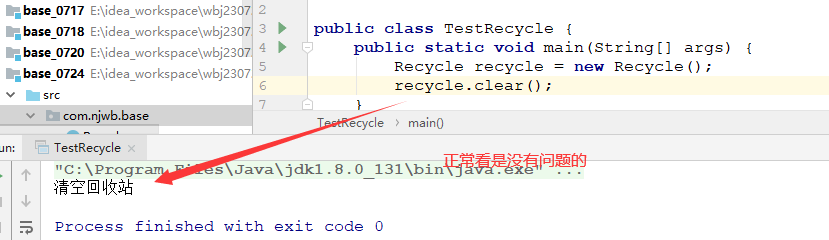 base_0717 E:\idea_workspace\wbj2307
base_0718 E:\idea_workspace\wbj2307
base_0720 E:\idea_workspace\wbj2307
base_0724 E:\idea_workspace\wbj2307
src
com.njwb.base
2
3 public class TestRecycle {
4 public static void main(String[] args) {
5 Recycle recycle = new Recycle();
6 recycle.clear();
7 }
TestRecycle › main()
un: TestRecycle ×
正常看是没有问题的
"C:\Program Files\Java\jdk1.8.0_131\bin\java.exe" ...
清空回收站
Process finished with exit code 0